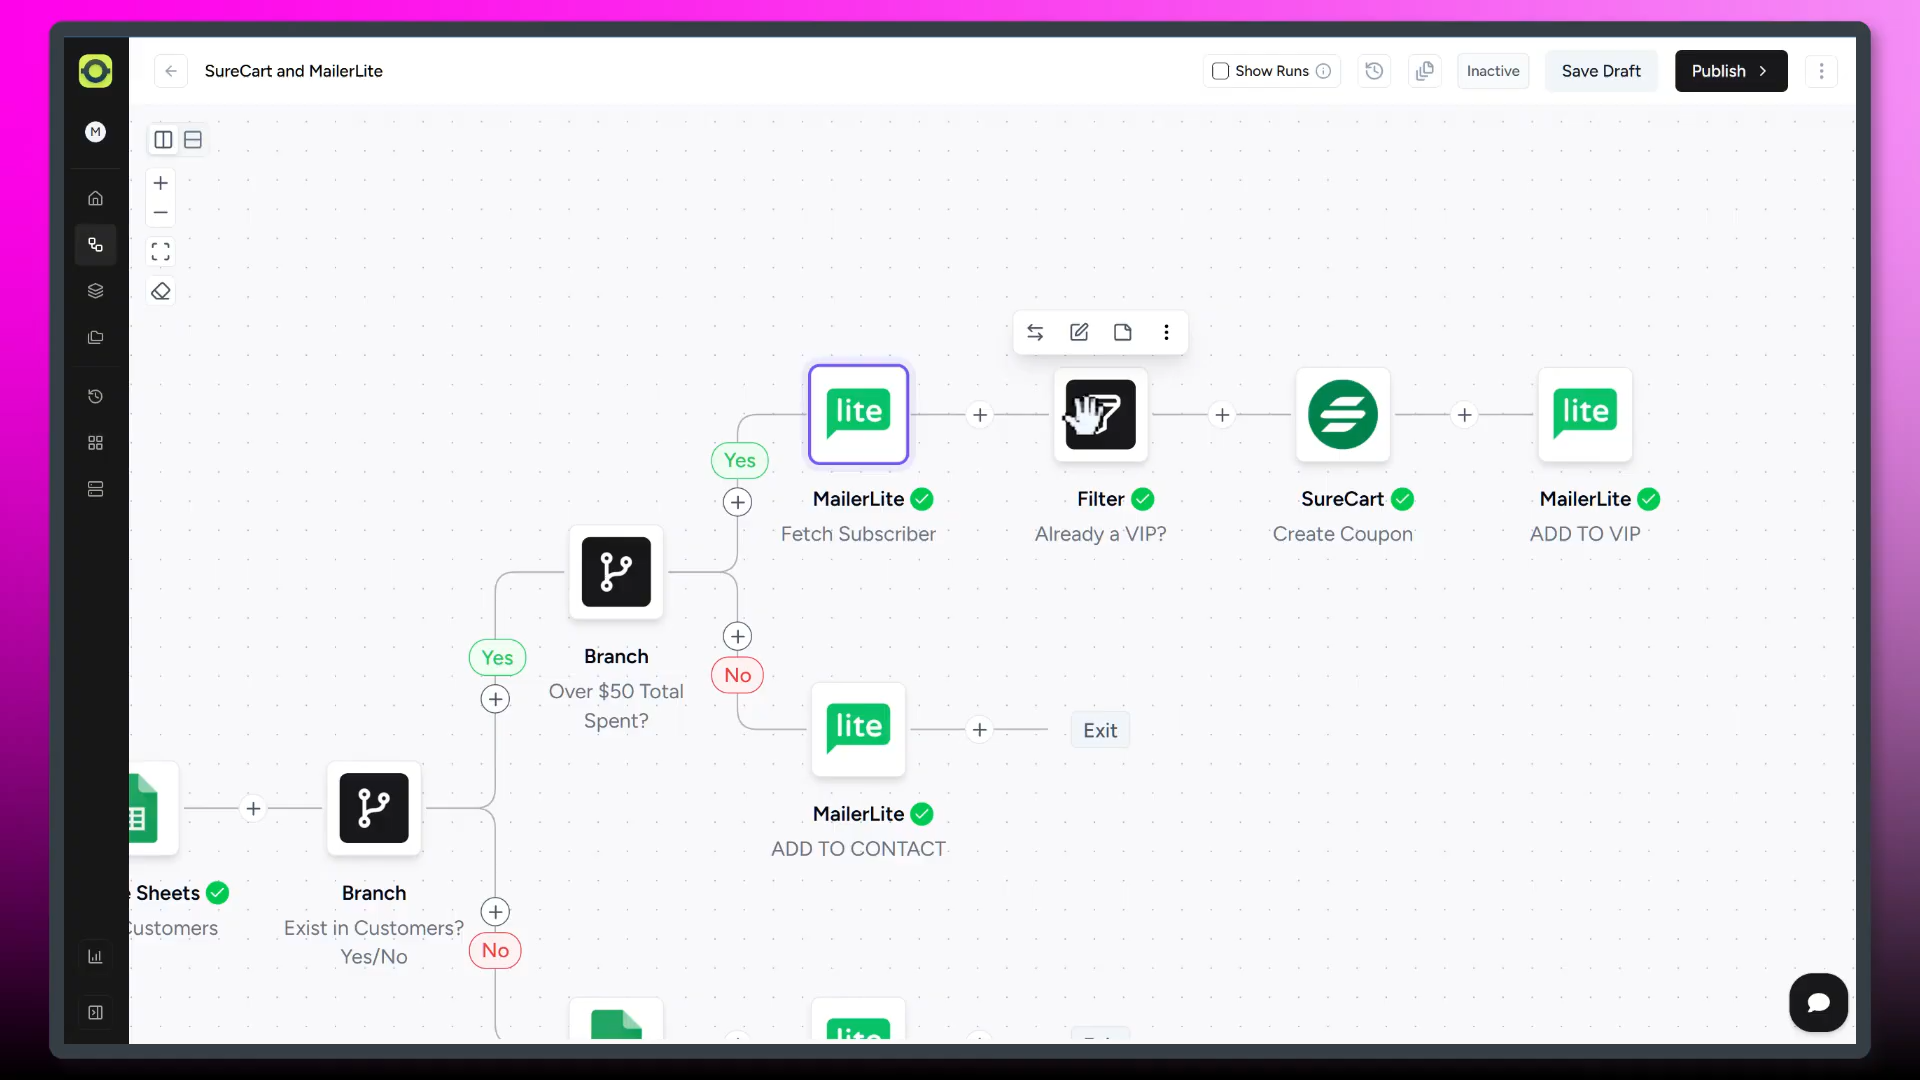 SureCart and MailerLite
Show Runs
Inactive
Save Draft
Publish
M
lite
lite
Yes
MailerLite
Filter
SureCart
MailerLite
Fetch Subscriber
Already a VIP?
Create Coupon
ADD TO VIP
Yes
Branch
No
Over $50 Total
Spent?
lite
Exit
MailerLite
ADD TO CONTACT
Sheets
Branch
Customers
Exist in Customers?
Yes/No
No
lite